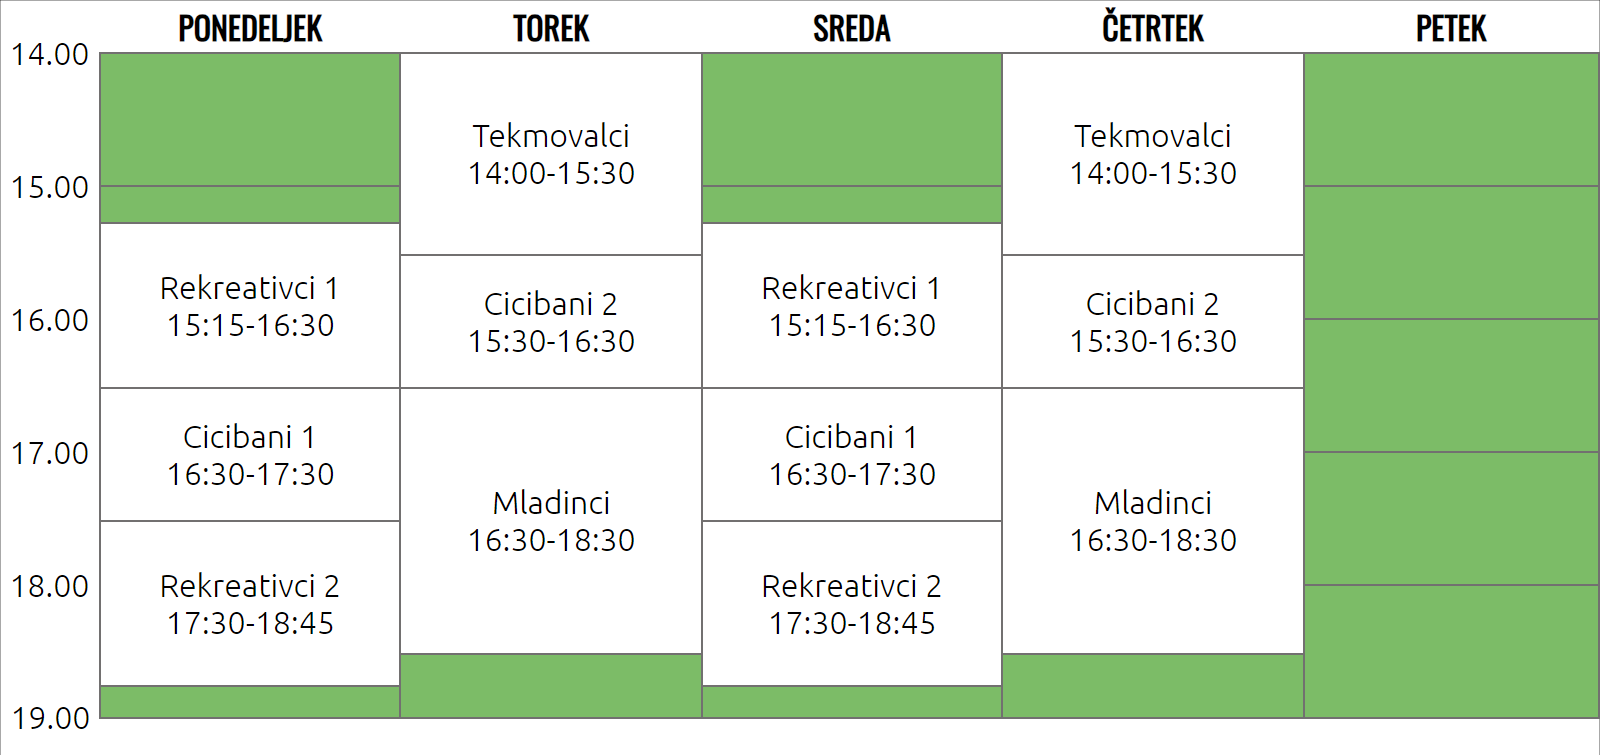 PONEDELJEK TOREK SREDA ČETRTEK PETEK
14.00
Tekmovalci
14:00-15:30
Tekmovalci
14:00-15:30
15.00
Rekreativci 1
15:15-16:30
Cicibani 2
15:30-16:30
Rekreativci 1
15:15-16:30
Cicibani 2
15:30-16:30
16.00
Cicibani 1
16:30-17:30
Mladinci
16:30-18:30
Cicibani 1
16:30-17:30
Mladinci
16:30-18:30
17.00
Rekreativci 2
17:30-18:45
Rekreativci 2
17:30-18:45
18.00
19.00